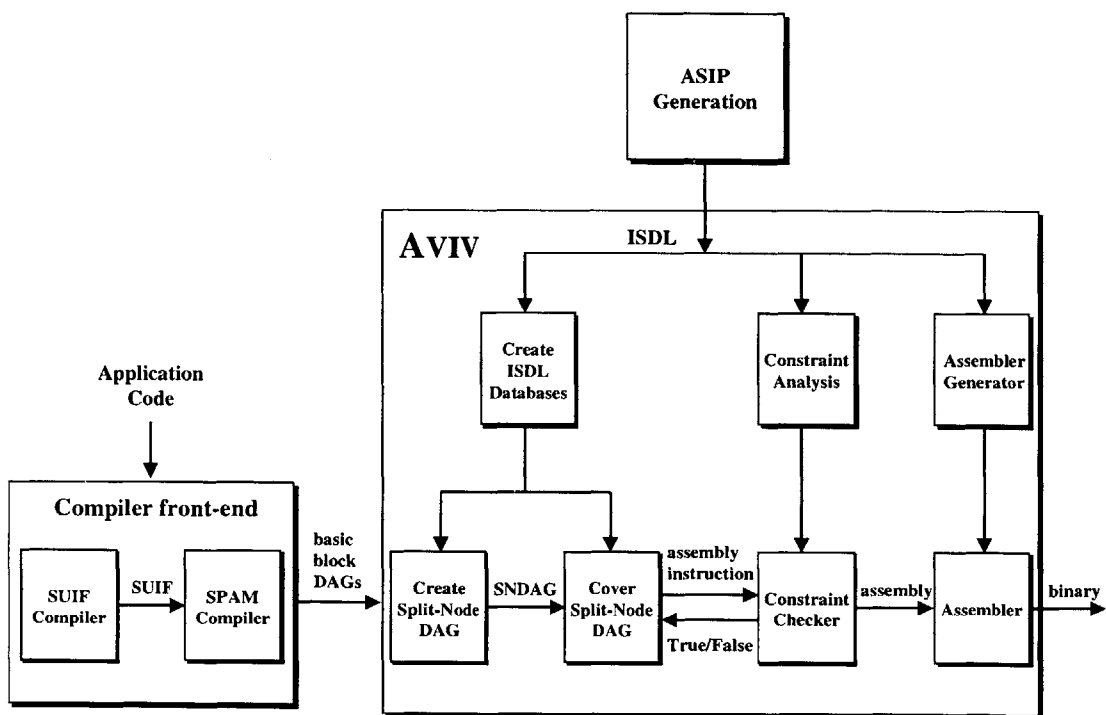 ASIP
Generation
AVIV
ISDL
Create
ISDL
Databases
Constraint
Analysis
Assembler
Generator
Application
Code
Compiler front-end
SUIF
Compiler
SUIF
SPAM
Compiler
basic
block
DAGs
Create
Split-Node
DAG
SNDAG
Cover
Split-Node
DAG
assembly
instruction
True/False
Constraint
Checker
assembly
Assembler
binary